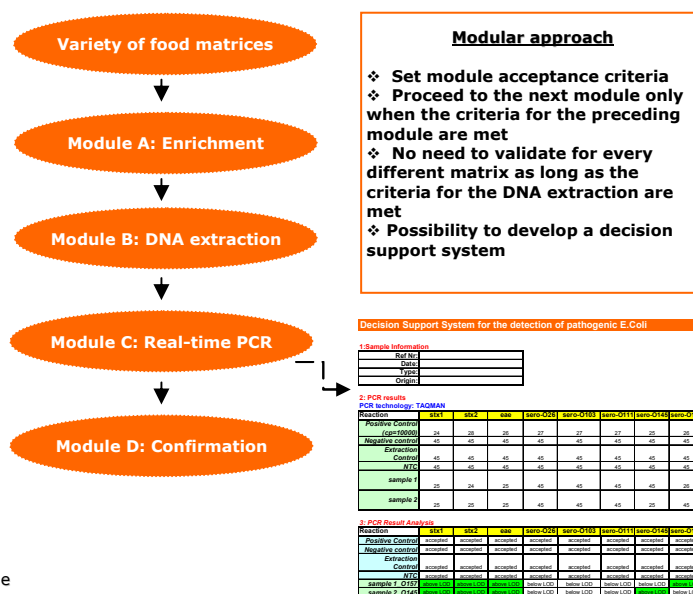 Variety of food matrices
Module A: Enrichment
Module B: DNA extraction
Module C: Real-time PCR
Module D: Confirmation
e
Modular approach
❖ Set module acceptance criteria
❖ Proceed to the next module only
when the criteria for the preceding
module are met
❖ No need to validate for every
different matrix as long as the
criteria for the DNA extraction are
met
❖ Possibility to develop a decision
support system
Decision Support System for the detection of pathogenic E.Coli
1:Sample Information
Ref Nr:
Date:
Type:
Origin:
2: PCR results
PCR technology: TAQMAN
Reaction stx1 stx2 eae sero-O26 sero-O103 sero-O111 sero-O145
Positive Control
(cp=10000) 24 28 26 27 27 27 25 26
Negative control 45 45 45 45 45 45 45 45
Extraction
Control 45 45 45 45 45 45 45 45
NTC 45 45 45 45 45 45 45 45
sample 1 25 24 25 45 45 45 45 26
sample 2 25 25 25 45 45 45 25 45
3: PCR Result Analysis
Reaction stx1 stx2 eae sero-O26 sero-O103 sero-O111 sero-O145
Positive Control accepted accepted accepted accepted accepted accepted accepted
Negative control accepted accepted accepted accepted accepted accepted accepted
Extraction
Control accepted accepted accepted accepted accepted accepted accepted
NTC accepted accepted accepted accepted accepted accepted accepted
sample 1 O157 above LOD above LOD above LOD below LOD below LOD below LOD below LOD
sample 2 O145 above LOD above LOD above LOD below LOD below LOD below LOD above LOD